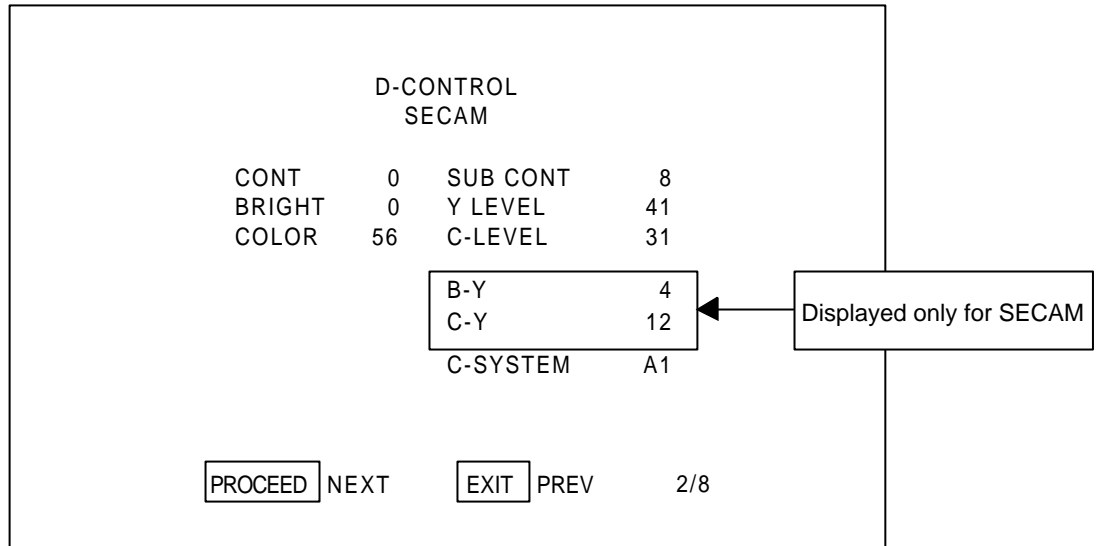 D-CONTROL
SECAM
CONT 0 SUB CONT 8
BRIGHT 0 Y LEVEL 41
COLOR 56 C-LEVEL 31
B-Y 4
C-Y 12
Displayed only for SECAM
C-SYSTEM A1
PROCEED NEXT EXIT PREV 2/8